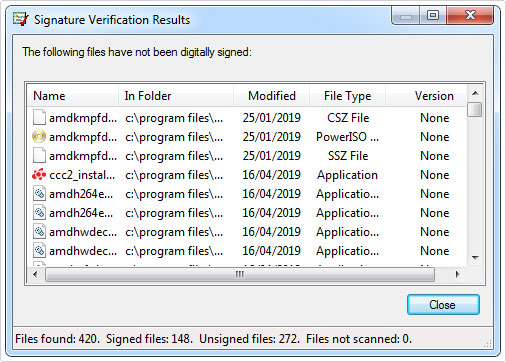 Signature Verification Results
The following files have not been digitally signed:
Name In Folder Modified File Type Version
amdkmpfd... c:\program files\... 25/01/2019 CSZ File None
amdkmpfd... c:\program files\... 25/01/2019 PowerISO ... None
amdkmpfd... c:\program files\... 25/01/2019 SSZ File None
ccc2_instal... c:\program files\... 16/04/2019 Application None
amdh264e... c:\program files\... 16/04/2019 Applicatio... None
amdh264e... c:\program files\... 16/04/2019 Applicatio... None
amdhwdec... c:\program files\... 16/04/2019 Applicatio... None
amdhwdec... c:\program files\... 16/04/2019 Applicatio... None
Close
Files found: 420. Signed files: 148. Unsigned files: 272. Files not scanned: 0.